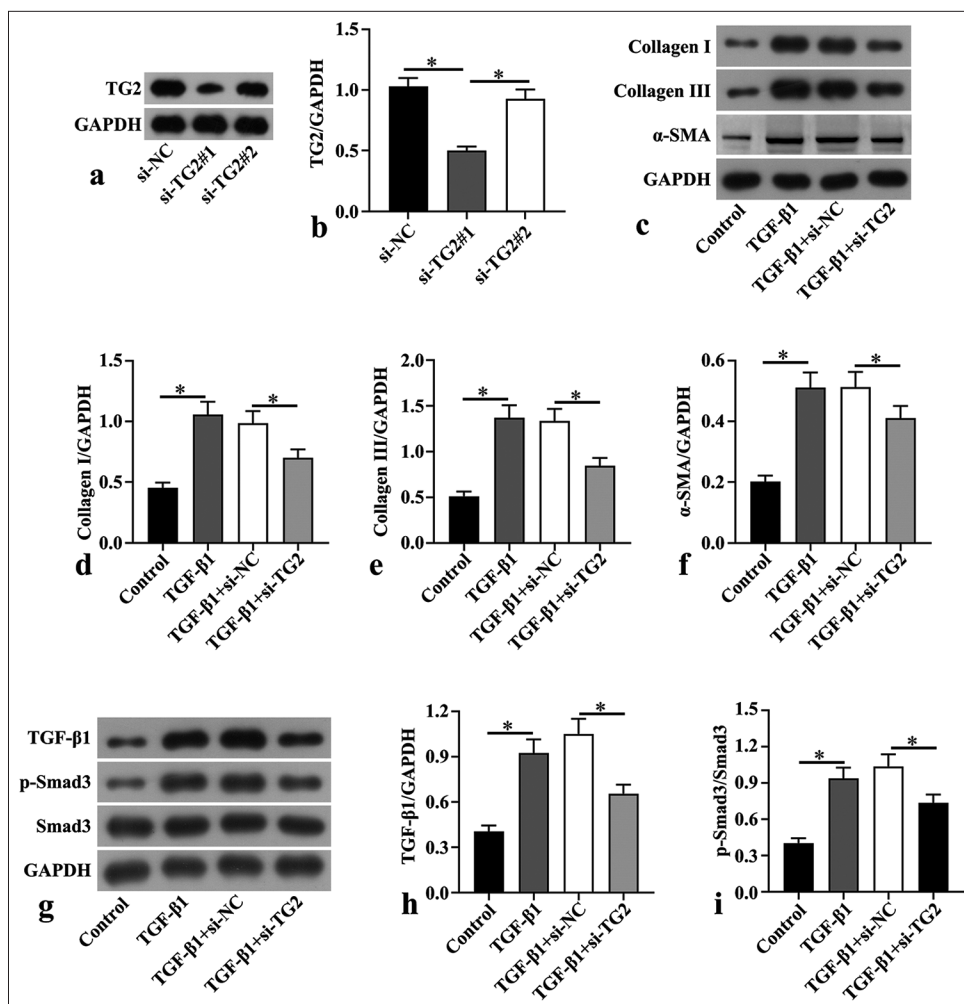 TG2
GAPDH
si-NC
si-TG2#1
si-TG2#2
a
TG2/GAPDH
1.5
1.0
0.5
0.0
*
*
si-NC
si-TG2#1
si-TG2#2
b
Collagen I
Collagen III
α-SMA
GAPDH
Control
TGF-β1
TGF-β1+si-NC
TGF-β1+si-TG2
c
Collagen I/GAPDH
1.5
1.0
0.5
0.0
*
*
Control
TGF-β1
TGF-β1+si-NC
TGF-β1+si-TG2
d
Collagen III/GAPDH
2.0
1.5
1.0
0.5
0.0
*
*
Control
TGF-β1
TGF-β1+si-NC
TGF-β1+si-TG2
e
α-SMA/GAPDH
0.6
0.4
0.2
0.0
*
*
Control
TGF-β1
TGF-β1+si-NC
TGF-β1+si-TG2
f
TGF-β1
p-Smad3
Smad3
GAPDH
Control
TGF-β1
TGF-β1+si-NC
TGF-β1+si-TG2
g
TGF-β1/GAPDH
1.2
0.9
0.6
0.3
0.0
*
*
Control
TGF-β1
TGF-β1+si-NC
TGF-β1+si-TG2
h
p-Smad3/Smad3
1.5
1.2
0.9
0.6
0.3
0.0
*
*
Control
TGF-β1
TGF-β1+si-NC
TGF-β1+si-TG2
i